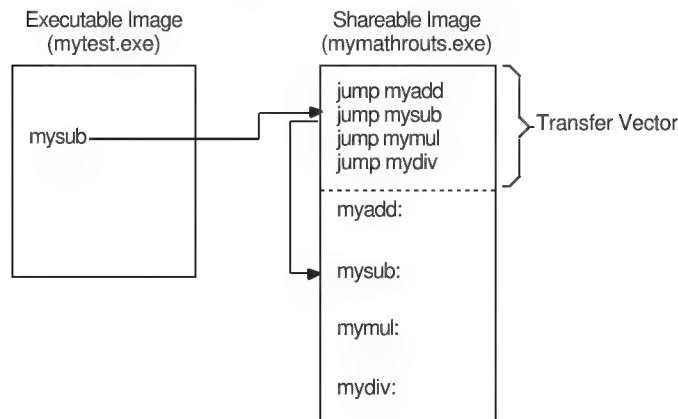 Executable Image
(mytest.exe)
Shareable Image
(mymathrouts.exe)
mysub
jump myadd
jump mysub
jump mymul
jump mydiv
Transfer Vector
myadd:
mysub:
mymul:
mydiv: